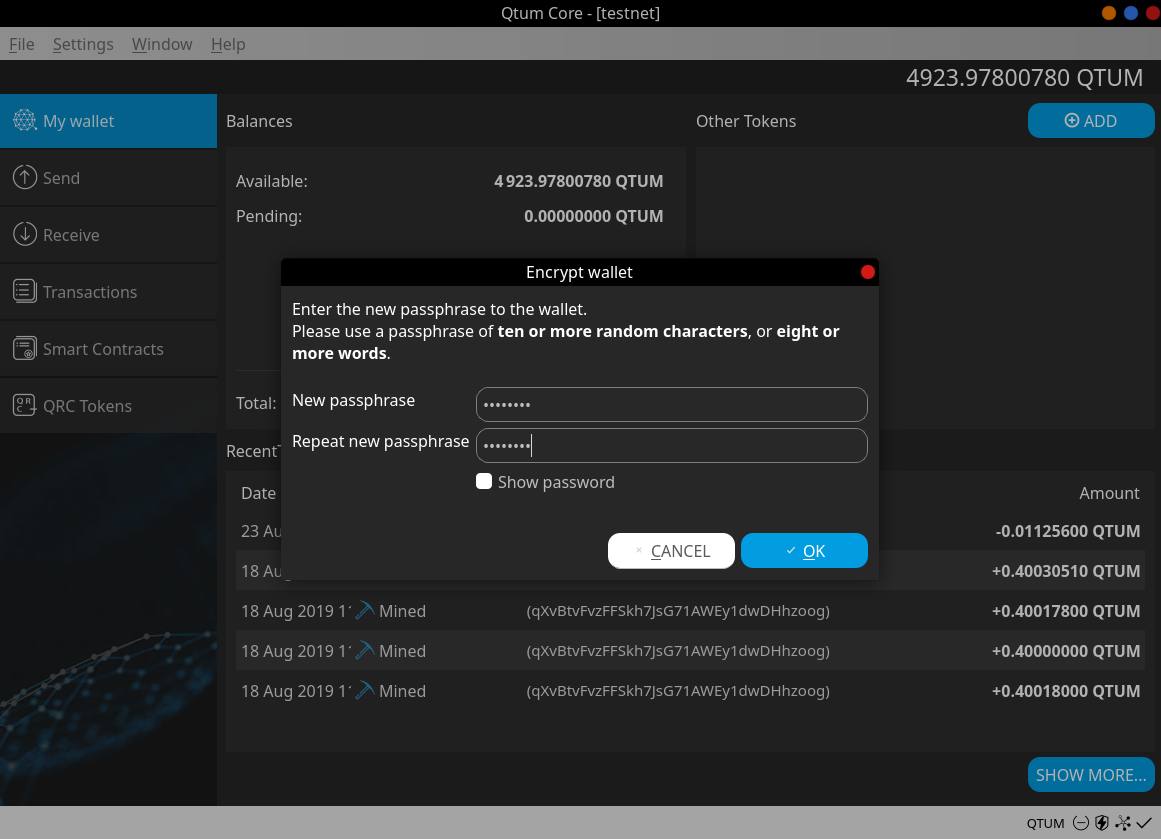 Qtum Core - [testnet]
File Settings Window Help
4923.97800780 QTUM
My wallet
Send
Receive
Transactions
Smart Contracts
QRC Tokens
Balances
Available: 4 923.97800780 QTUM
Pending: 0.00000000 QTUM
Total:
Other Tokens
ADD
Encrypt wallet
Enter the new passphrase to the wallet.
Please use a passphrase of ten or more random characters, or eight or
more words.
New passphrase ••••••••
Repeat new passphrase ••••••••
Show password
CANCEL OK
Recent
Date Amount
23 Au -0.01125600 QTUM
18 Aug +0.40030510 QTUM
18 Aug 2019 11 Mined (qXvBtvFvzFFSkh7JsG71AWEy1dwDHhzoog) +0.40017800 QTUM
18 Aug 2019 11 Mined (qXvBtvFvzFFSkh7JsG71AWEy1dwDHhzoog) +0.40000000 QTUM
18 Aug 2019 11 Mined (qXvBtvFvzFFSkh7JsG71AWEy1dwDHhzoog) +0.40018000 QTUM
SHOW MORE...
QTUM